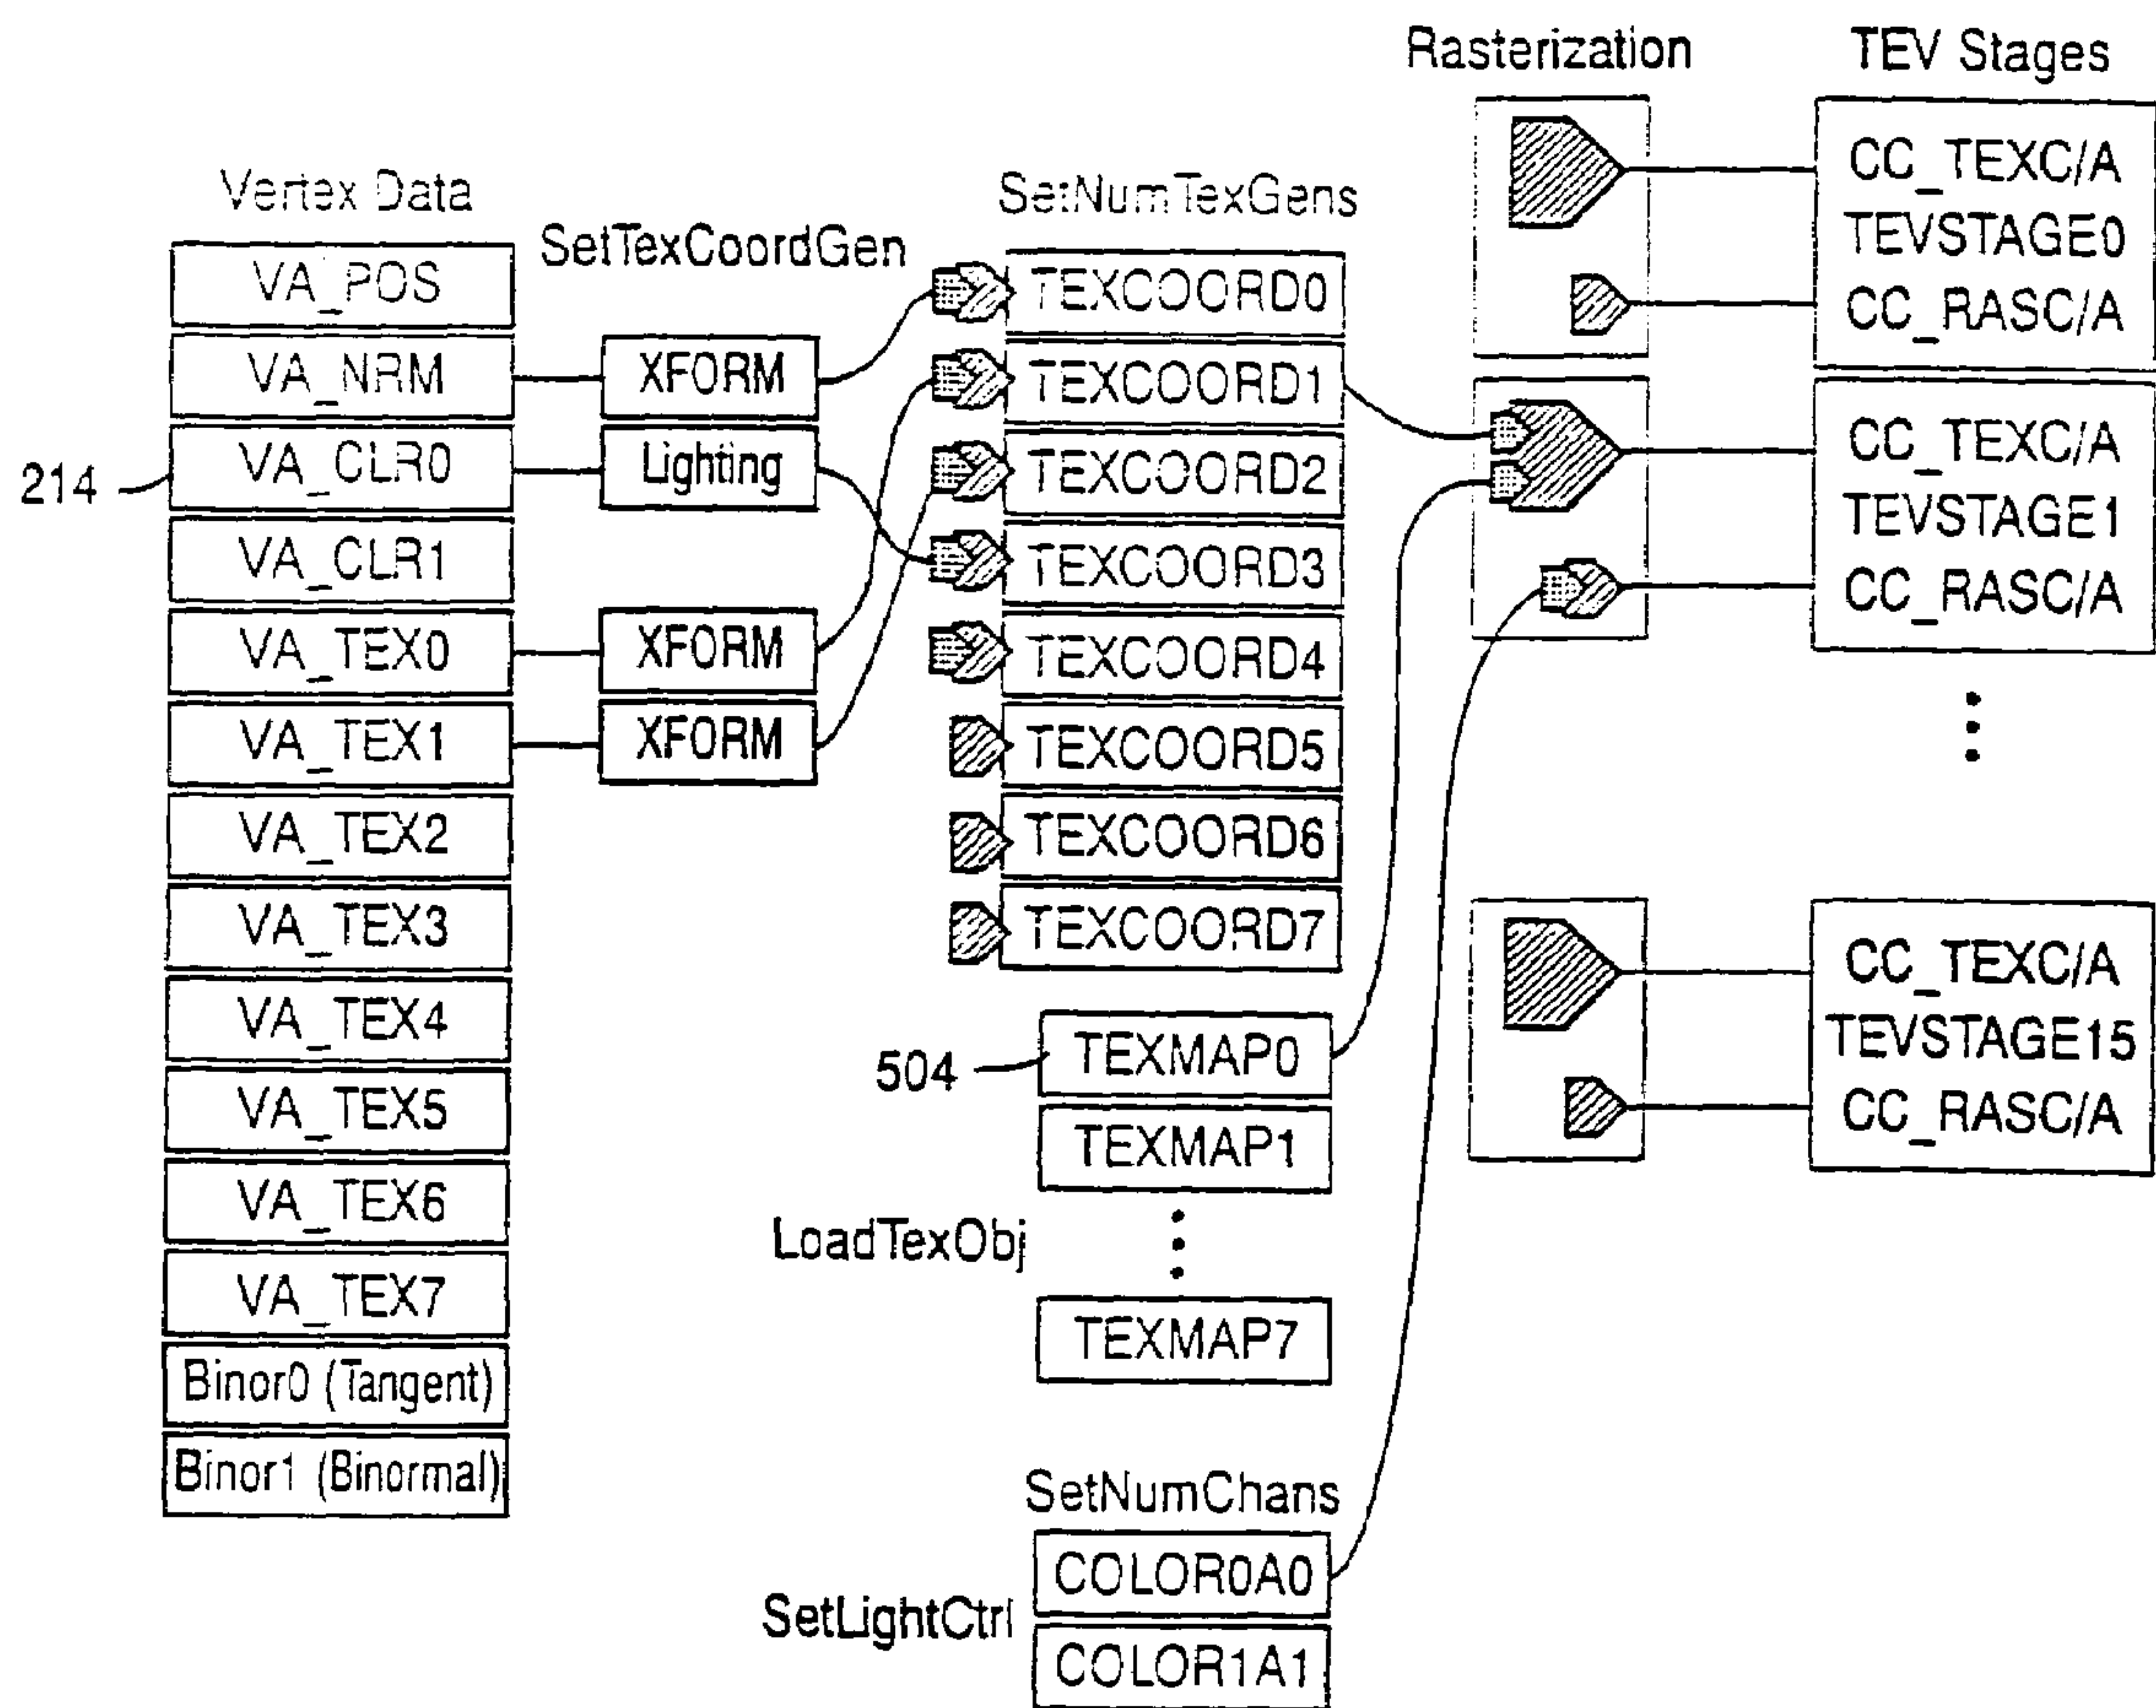 Rasterization
TEV Stages
Vertex Data
SetTexCoordGen
SetNumTexGens
VA_POS
VA_NRM
214
VA_CLR0
VA_CLR1
VA_TEX0
VA_TEX1
VA_TEX2
VA_TEX3
VA_TEX4
VA_TEX5
VA_TEX6
VA_TEX7
Binor0 (Tangent)
Binor1 (Binormal)
XFORM
Lighting
XFORM
XFORM
TEXCOORD0
TEXCOORD1
TEXCOORD2
TEXCOORD3
TEXCOORD4
TEXCOORD5
TEXCOORD6
TEXCOORD7
504
TEXMAP0
TEXMAP1
LoadTexObj
TEXMAP7
SetNumChans
SetLightCtrl
COLOR0A0
COLOR1A1
CC_TEXC/A
TEVSTAGE0
CC_RASC/A
CC_TEXC/A
TEVSTAGE1
CC_RASC/A
CC_TEXC/A
TEVSTAGE15
CC_RASC/A